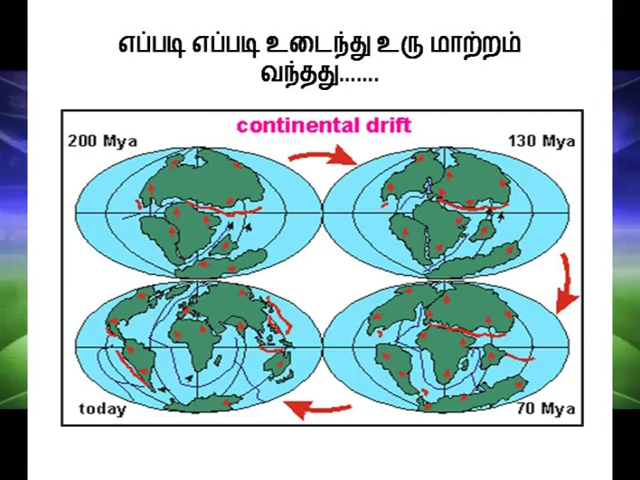 எப்படி எப்படி உடைந்து உரு மாற்றம்
வந்தது.......
continental drift
200 Mya
130 Mya
today
70 Mya